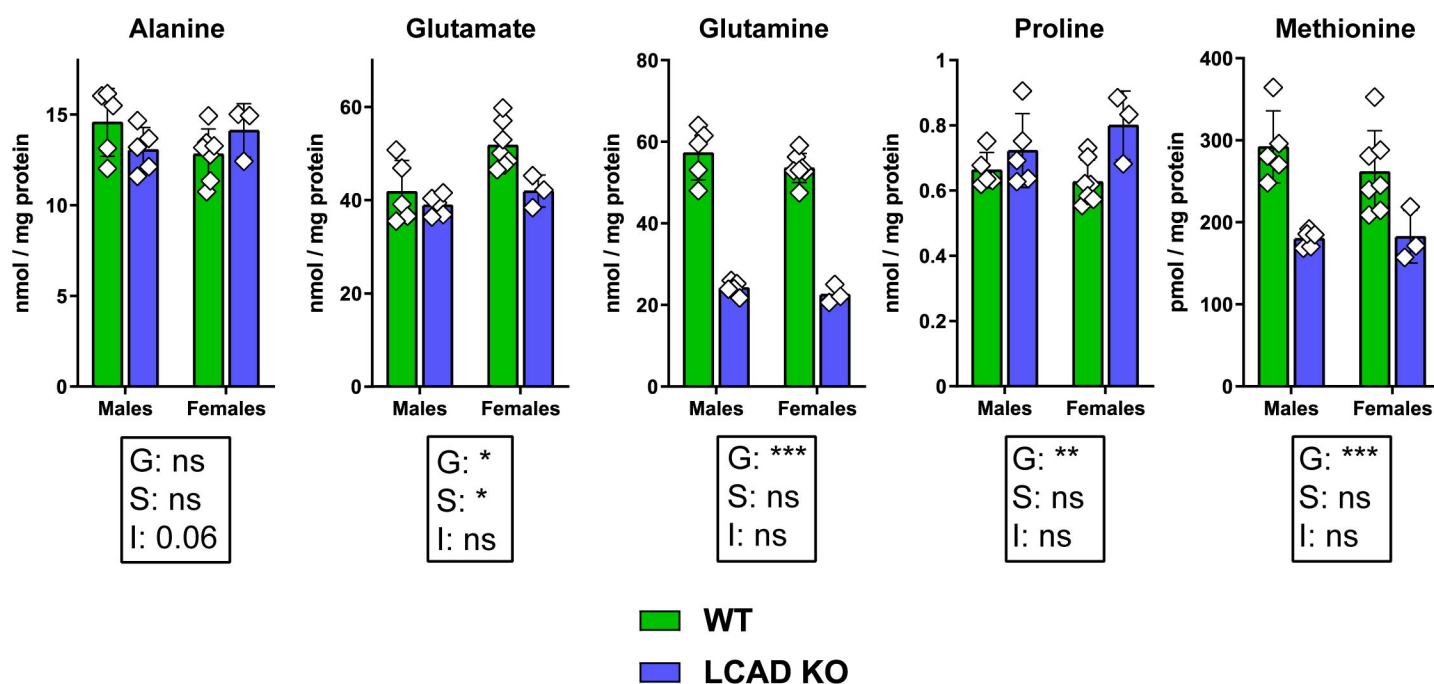 Alanine
nmol / mg protein
15
10
5
0
Males Females
G: ns
S: ns
I: 0.06
Glutamate
nmol / mg protein
60
40
20
0
Males Females
G: *
S: *
I: ns
Glutamine
nmol / mg protein
80
60
40
20
0
Males Females
G: ***
S: ns
I: ns
Proline
nmol / mg protein
1
0.8
0.6
0.4
0.2
0
Males Females
G: **
S: ns
I: ns
Methionine
pmol / mg protein
400
300
200
100
0
Males Females
G: ***
S: ns
I: ns
WT
LCAD KO